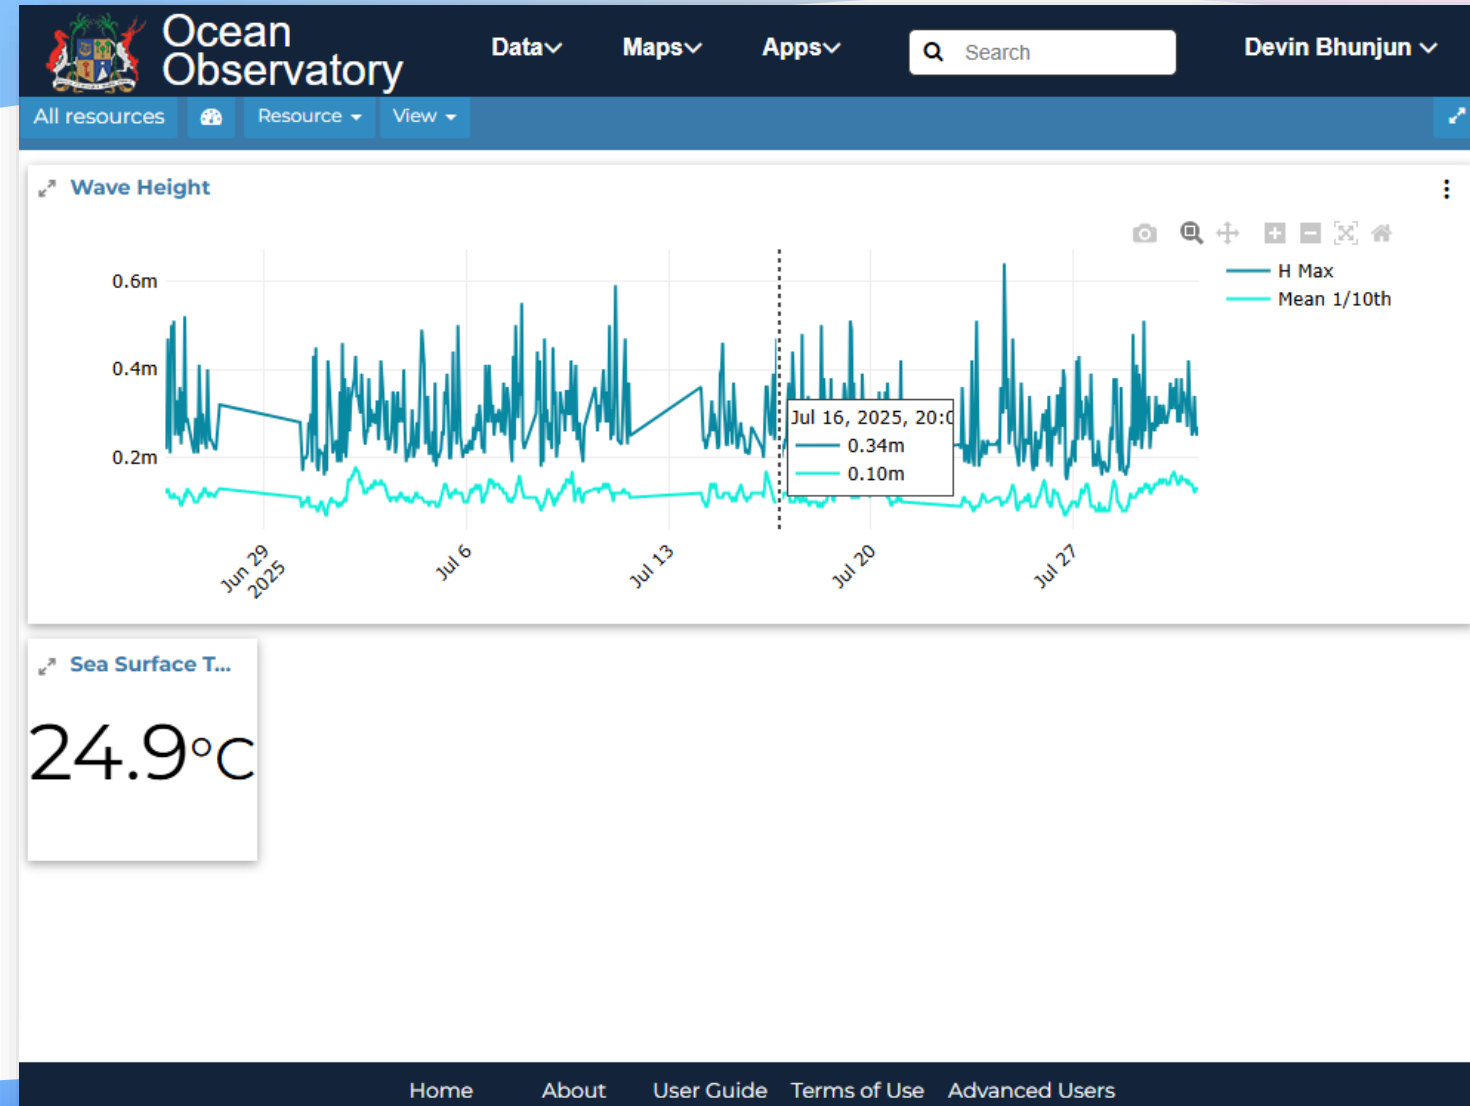 Ocean
Observatory
Data
Maps
Apps
Search
Devin Bhunjun
All resources
Resource
View
Wave Height
0.6m
0.4m
0.2m
H Max
Mean 1/10th
Jul 16, 2025, 20:0
0.34m
0.10m
Jun 29
2025
Jul 6
Jul 13
Jul 20
Jul 27
Sea Surface T...
24.9°C
Home
About
User Guide
Terms of Use
Advanced Users